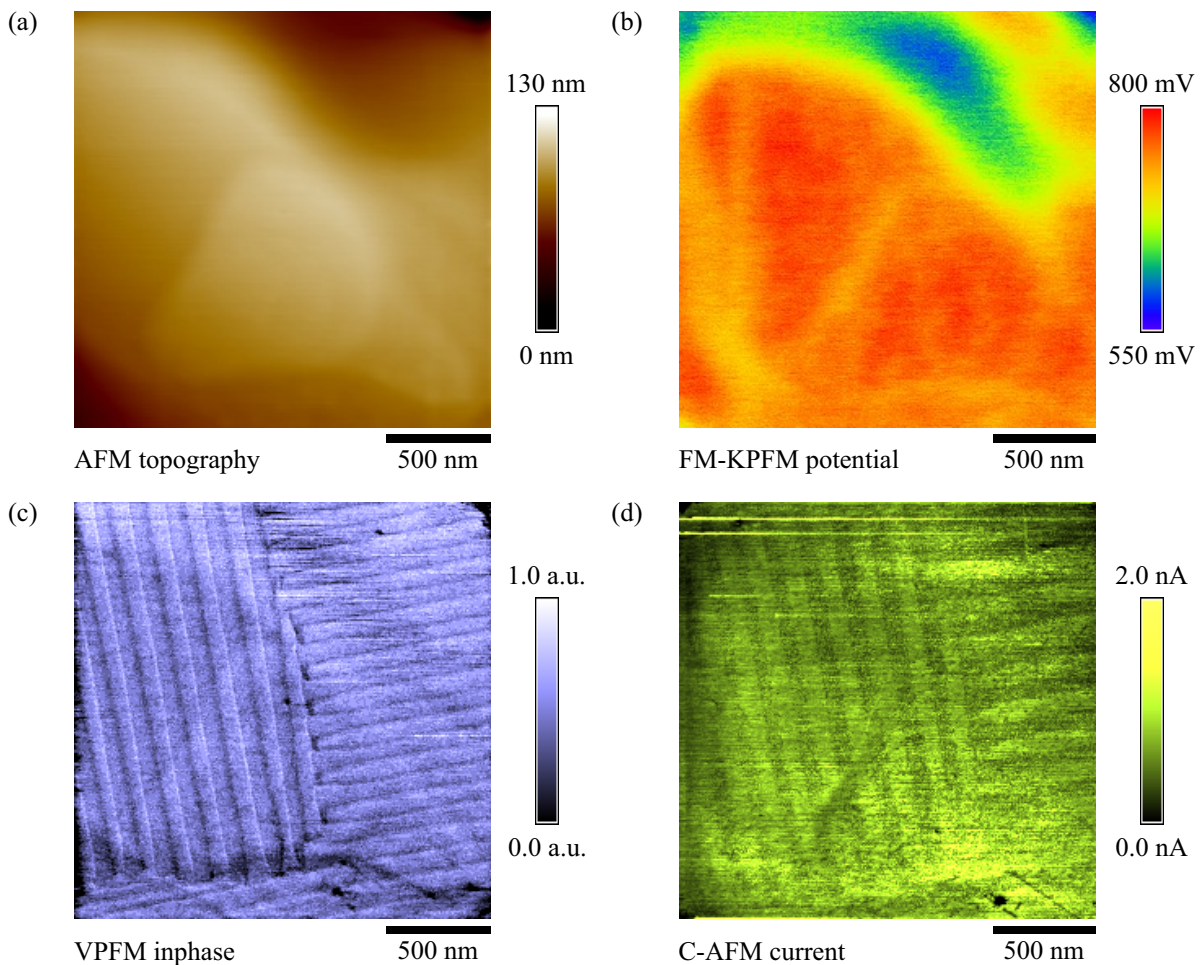 (a)
130 nm
0 nm
AFM topography
500 nm
(b)
800 mV
550 mV
FM-KPFM potential
500 nm
(c)
1.0 a.u.
0.0 a.u.
VPFM inphase
500 nm
(d)
2.0 nA
0.0 nA
C-AFM current
500 nm